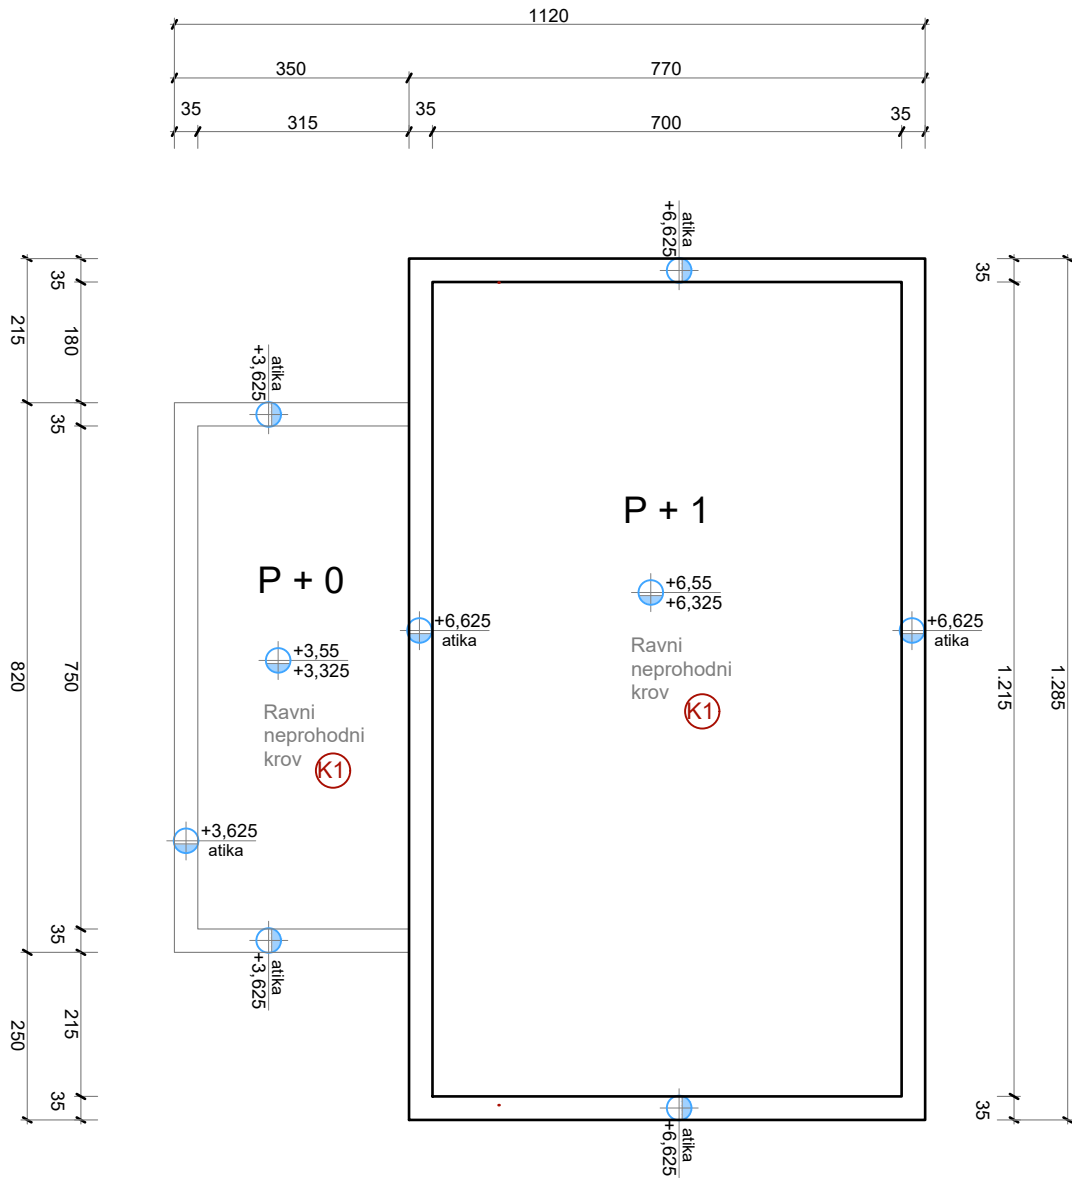 1120
350
770
35
315
35
700
35
atika
+6,625
35
1.215
35
1.285
215
820
250
35
180
35
750
35
215
35
atika
+3,625
P + 1
P + 0
+6,55
+6,325
+6,625
atika
+6,625
atika
Ravni
neprohodni
krov
K1
+3,55
+3,325
Ravni
neprohodni
krov
K1
+3,625
atika
atika
+3,625
atika
+6,625